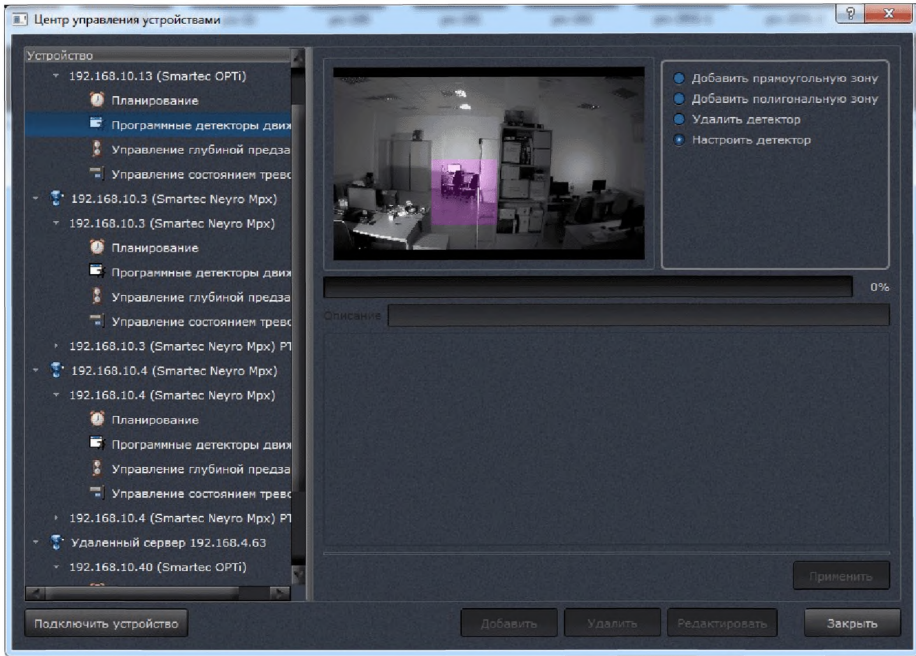 Центр управления устройствами
Устройство
192.168.10.13 (Smartec OPTi)
Планирование
Программные детекторы движ
Управление глубиной предза
Управление состоянием трево
192.168.10.3 (Smartec Neyro Mpx)
192.168.10.3 (Smartec Neyro Mpx)
Планирование
Программные детекторы движ
Управление глубиной предза
Управление состоянием трево
192.168.10.3 (Smartec Neyro Mpx) PT
192.168.10.4 (Smartec Neyro Mpx)
192.168.10.4 (Smartec Neyro Mpx)
Планирование
Программные детекторы движ
Управление глубиной предза
Управление состоянием трево
192.168.10.4 (Smartec Neyro Mpx) PT
Удаленный сервер 192.168.4.63
192.168.10.40 (Smartec OPTi)
Добавить прямоугольную зону
Добавить полигональную зону
Удалить детектор
Настроить детектор
0%
Описание
Применить
Подключить устройство
Добавить
Удалить
Редактировать
Закрыть